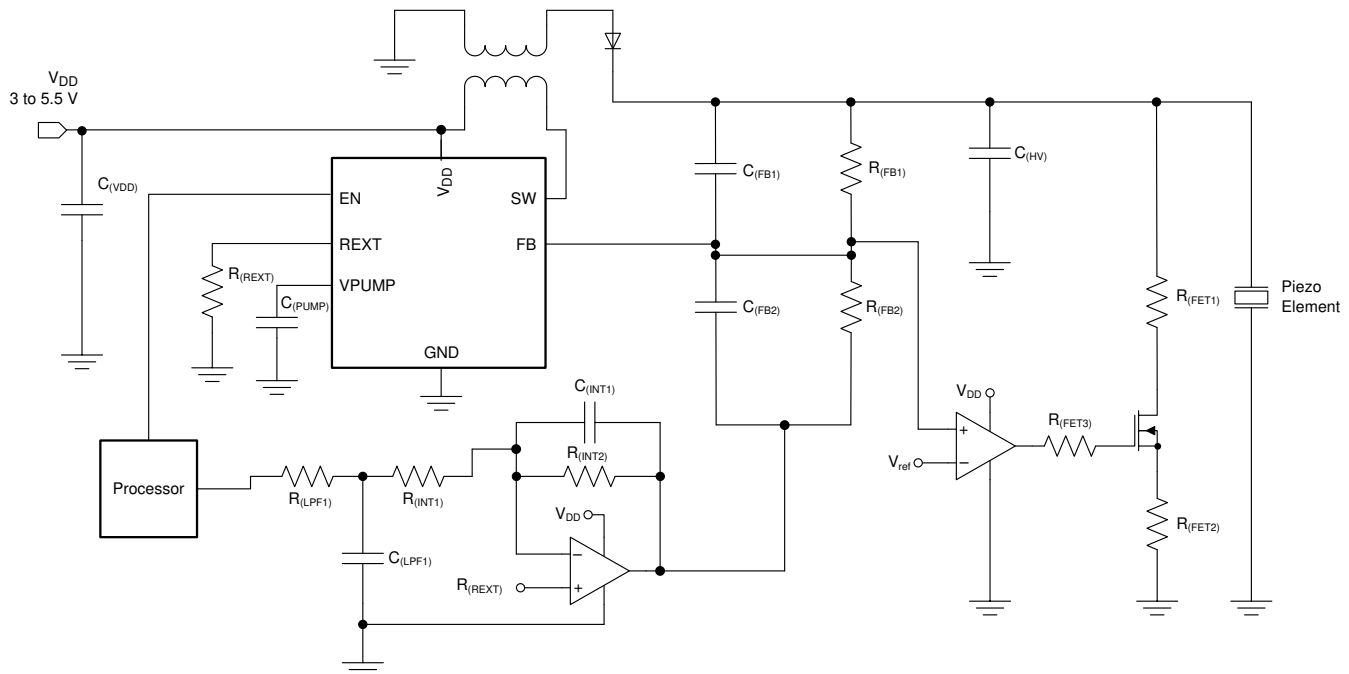 VDD
3 to 5.5 V
C(VDD)
VDD
EN
SW
REXT
FB
VPUMP
GND
R(REXT)
C(PUMP)
C(FB1)
R(FB1)
C(FB2)
R(FB2)
C(HV)
R(FET1)
Piezo
Element
VDD
+
−
Vref
R(FET3)
R(FET2)
Processor
R(LPF1)
R(INT1)
C(LPF1)
C(INT1)
R(INT2)
VDD
−
+
R(REXT)